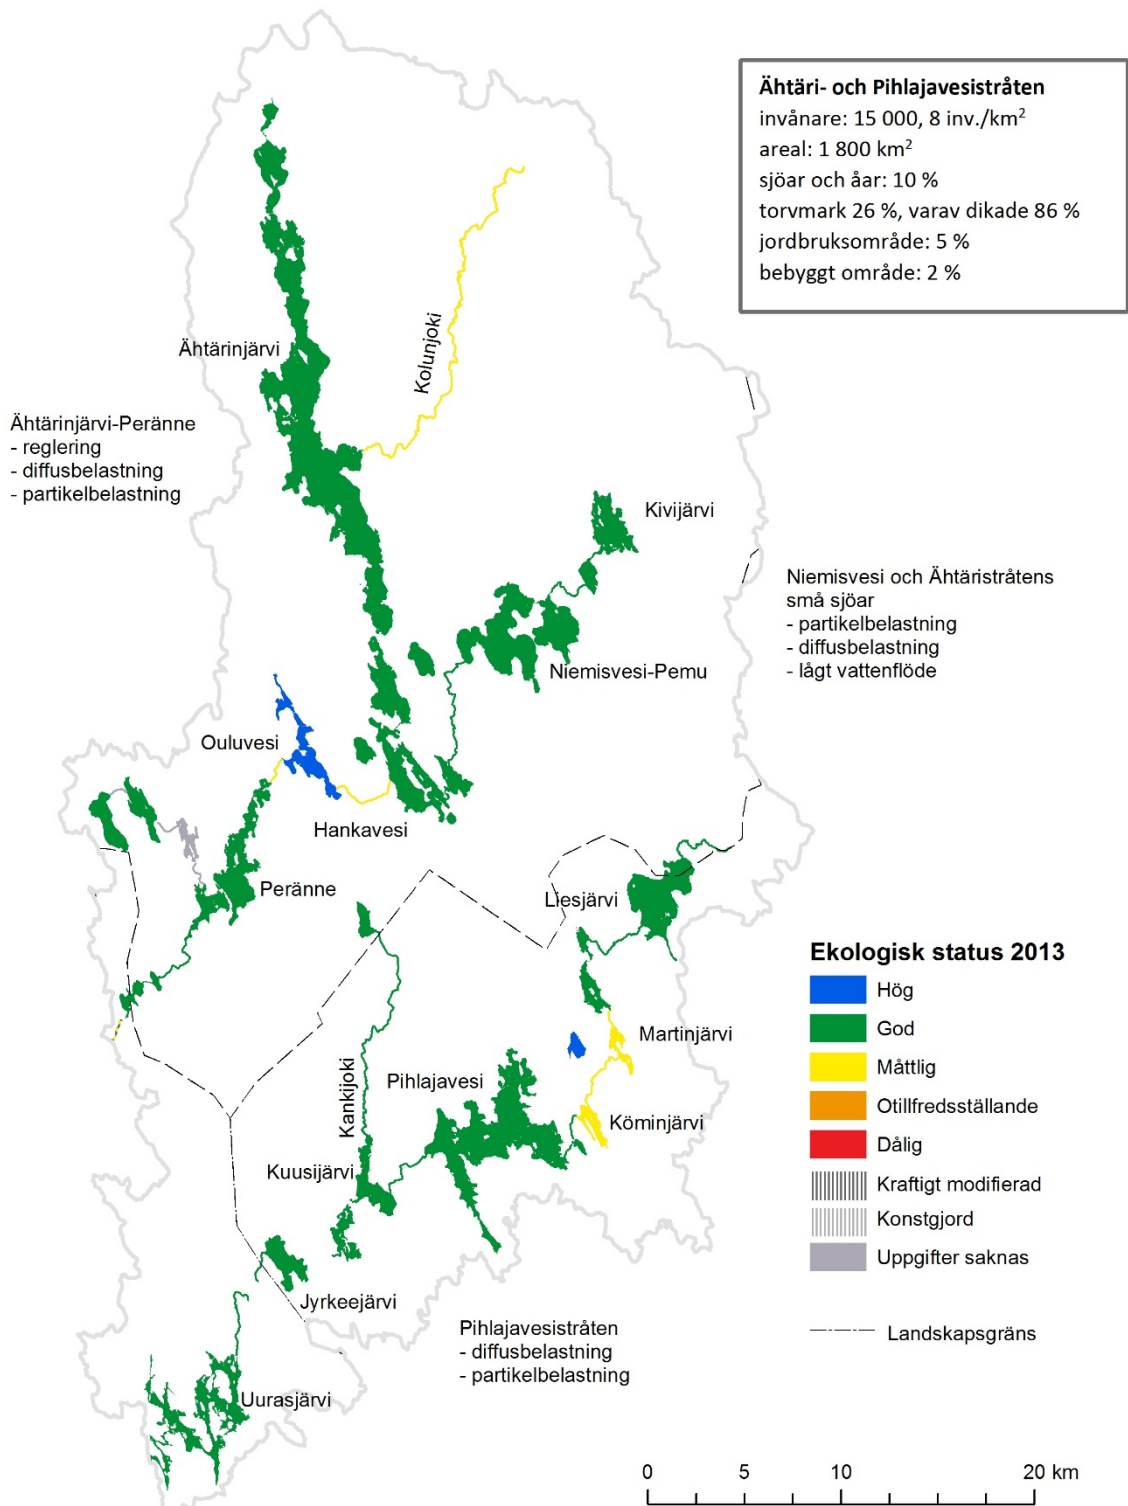 Ähtäri- och Pihlajavesistråten
invånare: 15 000, 8 inv./km²
areal: 1 800 km²
sjöar och åar: 10 %
torvmark 26 %, varav dikade 86 %
jordbruksområde: 5 %
bebyggt område: 2 %
Ähtärinjärvi
Kolunjoki
Ähtärinjärvi-Peränne
- reglering
- diffusbelastning
- partikelbelastning
Kivijärvi
Niemisvesi och Ähtäristråtens
små sjöar
- partikelbelastning
- diffusbelastning
- lågt vattenflöde
Niemisvesi-Pemu
Ouluvesi
Hankavesi
Peränne
Liesjärvi
Martinjärvi
Pihlajavesi
Kankijoki
Köminjärvi
Kuusijärvi
Jyrkeejärvi
Pihlajavesistråten
- diffusbelastning
- partikelbelastning
Uurasjärvi
Ekologisk status 2013
Hög
God
Måttlig
Otillfredsställande
Dålig
Kraftigt modifierad
Konstgjord
Uppgifter saknas
Landskapsgräns
0 5 10 20 km